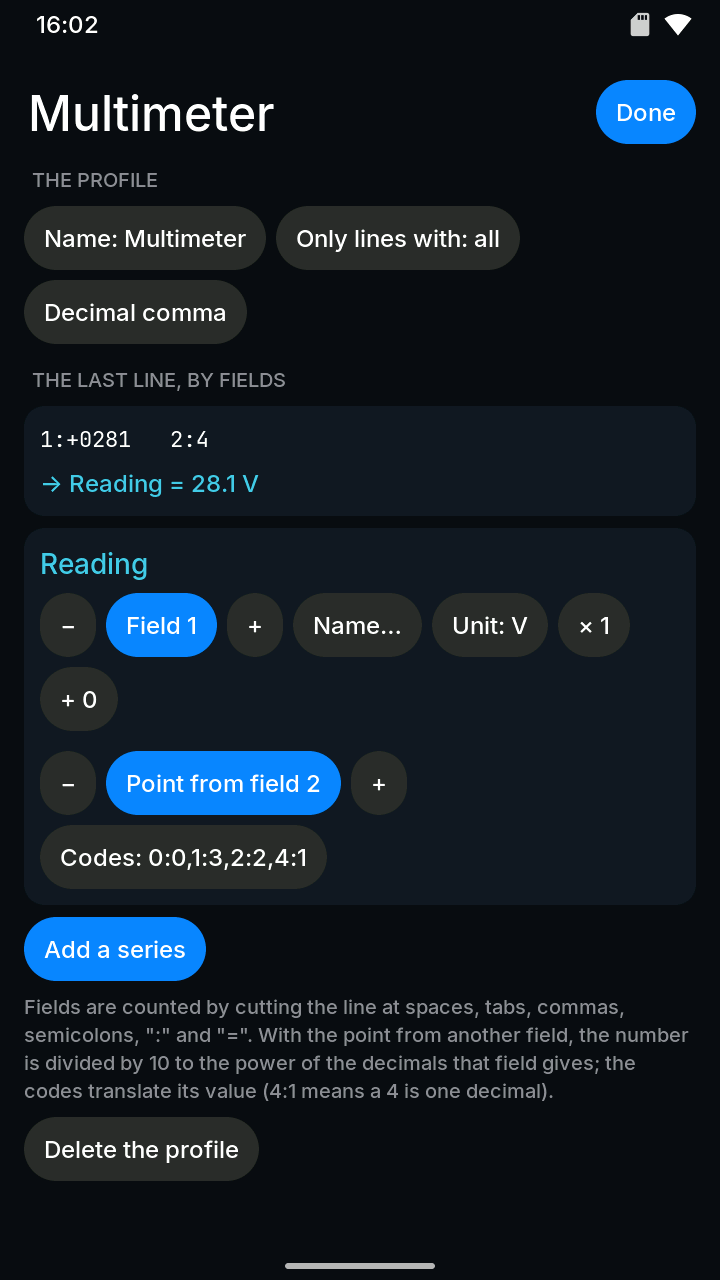 16:02
Multimeter
Done
THE PROFILE
Name: Multimeter
Only lines with: all
Decimal comma
THE LAST LINE, BY FIELDS
1:+0281   2:4
→ Reading = 28.1 V
Reading
−
Field 1
+
Name...
Unit: V
× 1
+ 0
−
Point from field 2
+
Codes: 0:0,1:3,2:2,4:1
Add a series
Fields are counted by cutting the line at spaces, tabs, commas,
semicolons, ":" and "=". With the point from another field, the number
is divided by 10 to the power of the decimals that field gives; the
codes translate its value (4:1 means a 4 is one decimal).
Delete the profile